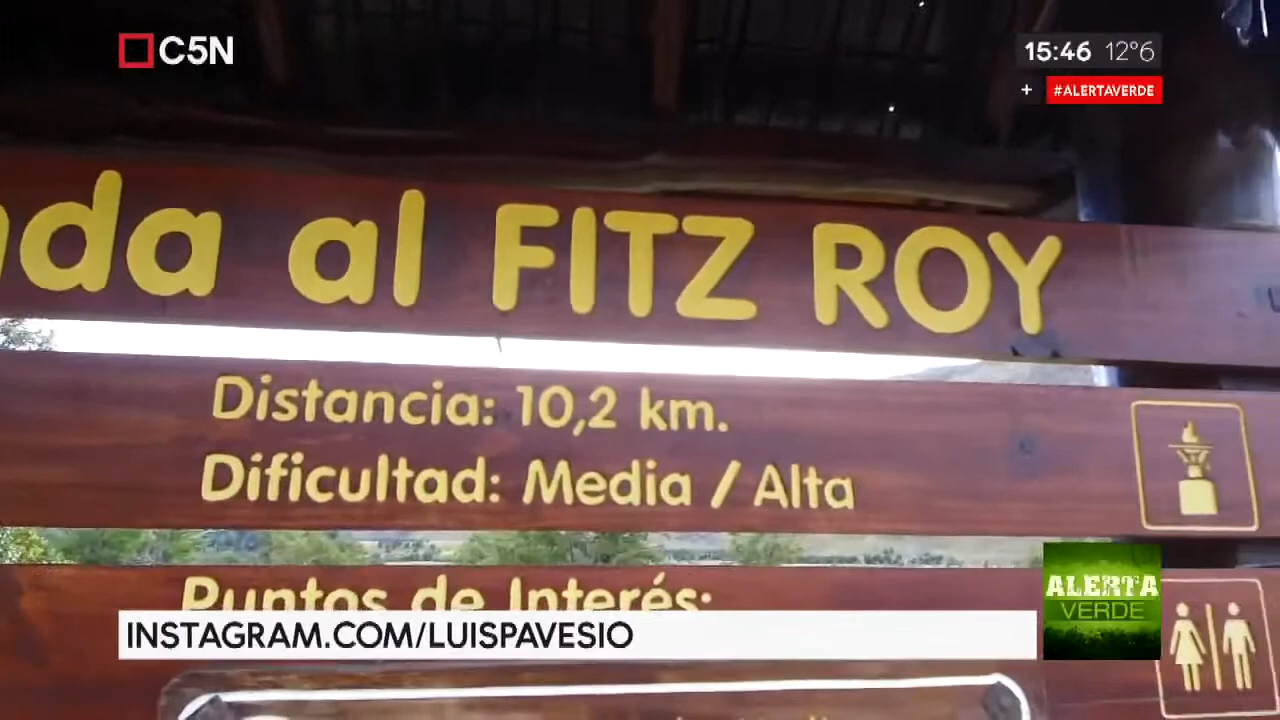 C5N
15:46 12°6
+ #ALERTAVERDE
da al FITZ ROY
Distancia: 10,2 km.
Dificultad: Media / Alta
Puntos de Interés:
ALERTA
VERDE
INSTAGRAM.COM/LUISPAVESIO